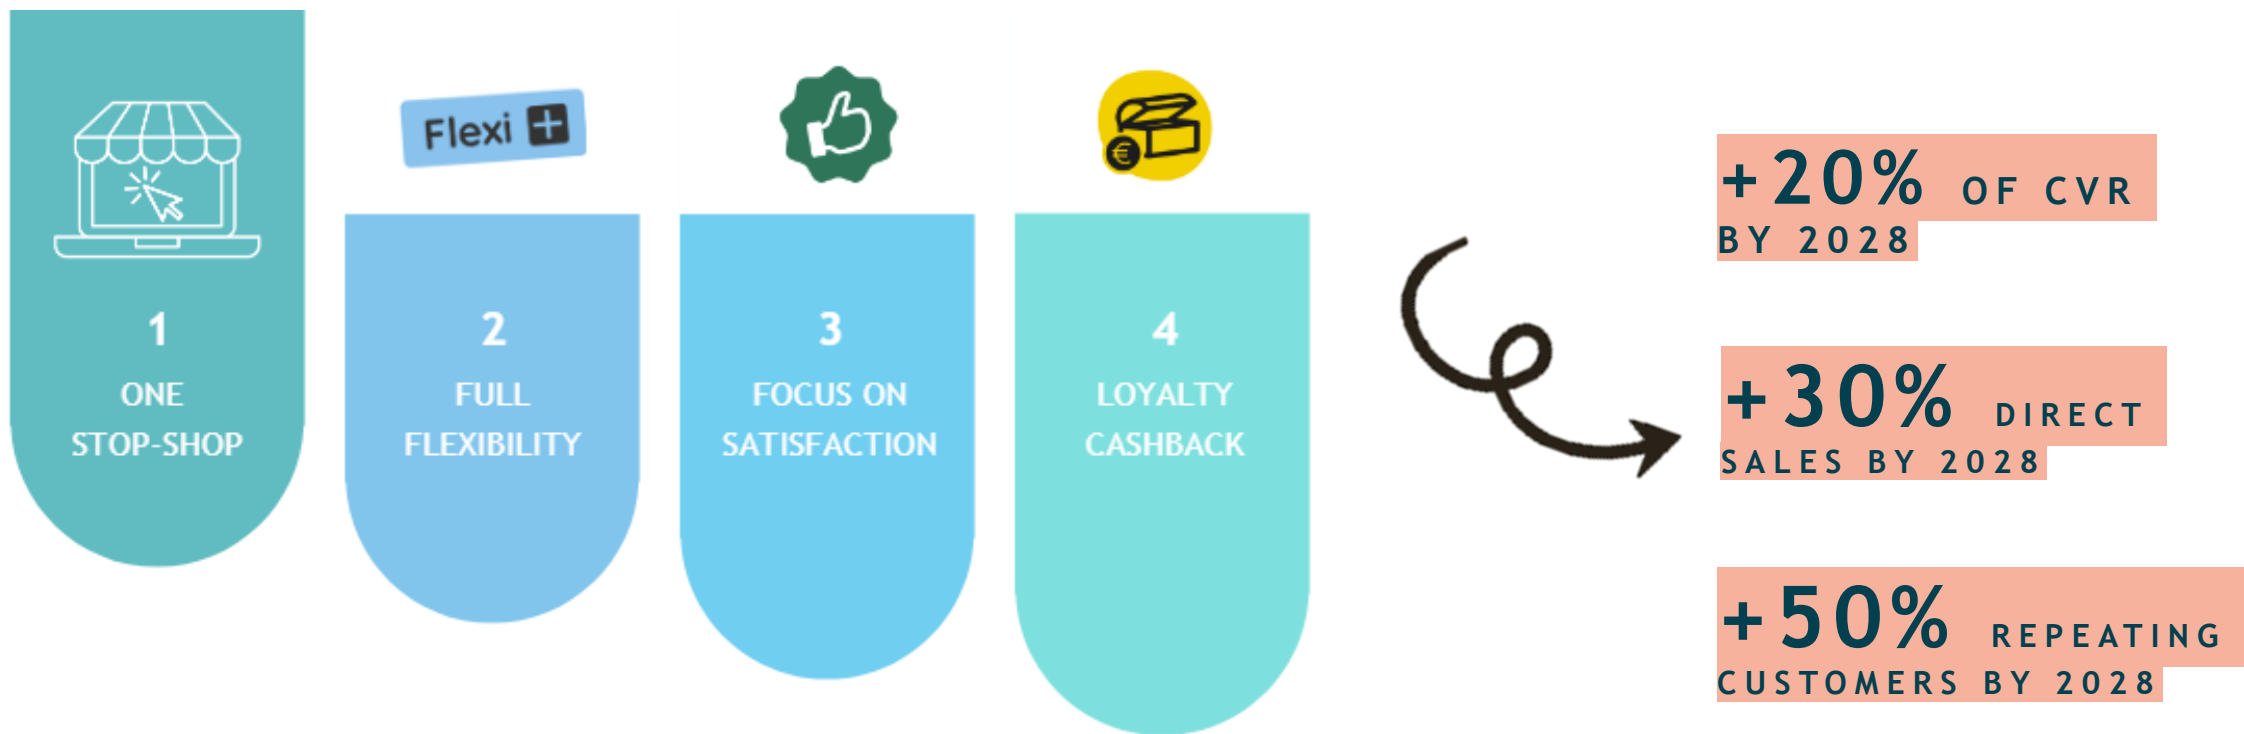 Flexi +
1
ONE
STOP-SHOP
2
FULL
FLEXIBILITY
3
FOCUS ON
SATISFACTION
€
4
LOYALTY
CASHBACK
+20% OF CVR
BY 2028
+30% DIRECT
SALES BY 2028
+50% REPEATING
CUSTOMERS BY 2028